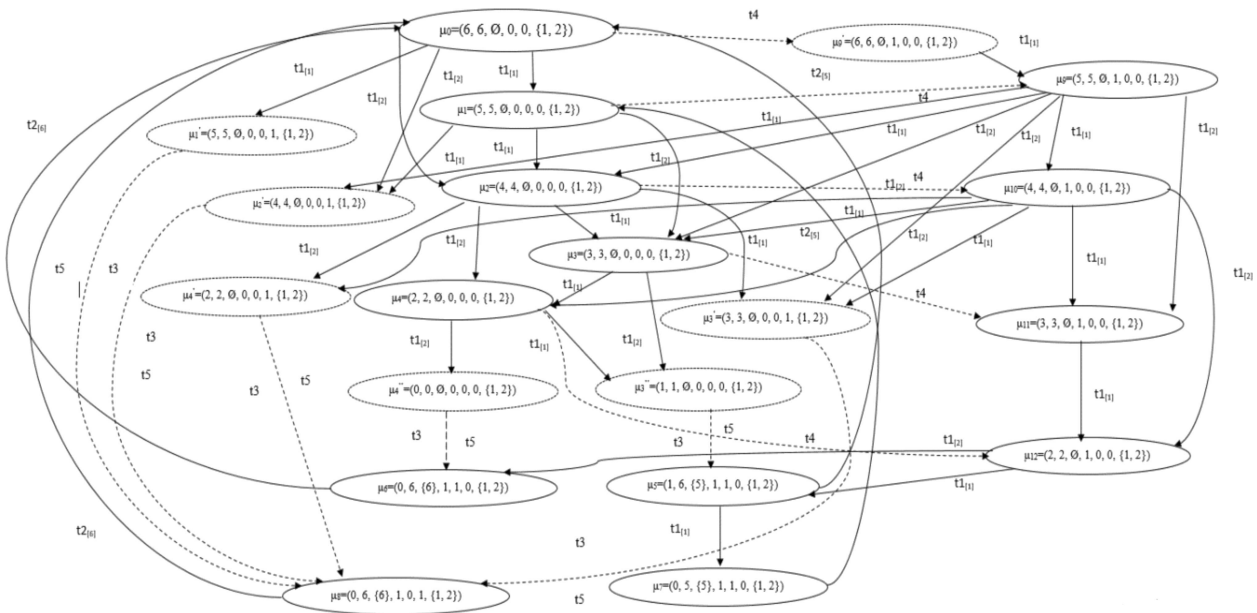 t4
μ0=(6, 6, Ø, 0, 0, {1, 2})
μ0'=(6, 6, Ø, 1, 0, 0, {1, 2})
t1[1]
t1[1]
t1[2]
t1[1]
t2[5]
μ9=(5, 5, Ø, 1, 0, 0, {1, 2})
t1[2]
t1[2]
μ1=(5, 5, Ø, 0, 0, 0, {1, 2})
t4
t2[6]
μ1'=(5, 5, Ø, 0, 0, 1, {1, 2})
t1[1]
t1[1]
t1[2]
t1[2]
t1[1]
t1[2]
t1[1]
t1[1]
t1[2]
t4
μ2=(4, 4, Ø, 0, 0, 0, {1, 2})
t1[2]
μ10=(4, 4, Ø, 1, 0, 0, {1, 2})
μ2'=(4, 4, Ø, 0, 0, 1, {1, 2})
t1[1]
t1[1]
t1[2]
t1[2]
t1[1]
t2[5]
t1[2]
t1[1]
t5
t3
μ3=(3, 3, Ø, 0, 0, 0, {1, 2})
t1[1]
t1[2]
t1[1]
μ4'=(2, 2, Ø, 0, 0, 1, {1, 2})
μ4=(2, 2, Ø, 0, 0, 0, {1, 2})
t4
μ3'=(3, 3, Ø, 0, 0, 1, {1, 2})
μ11=(3, 3, Ø, 1, 0, 0, {1, 2})
t3
t1[2]
t1[1]
t1[2]
t5
t3
t5
μ4''=(0, 0, Ø, 0, 0, 0, {1, 2})
μ3''=(1, 1, Ø, 0, 0, 0, {1, 2})
t1[1]
t3
t5
t3
t5
t4
t1[2]
μ12=(2, 2, Ø, 1, 0, 0, {1, 2})
μ6=(0, 6, {6}, 1, 1, 0, {1, 2})
μ5=(1, 6, {5}, 1, 1, 0, {1, 2})
t1[1]
t2[6]
t1[1]
t3
μ8=(0, 6, {6}, 1, 0, 1, {1, 2})
μ7=(0, 5, {5}, 1, 1, 0, {1, 2})
t5